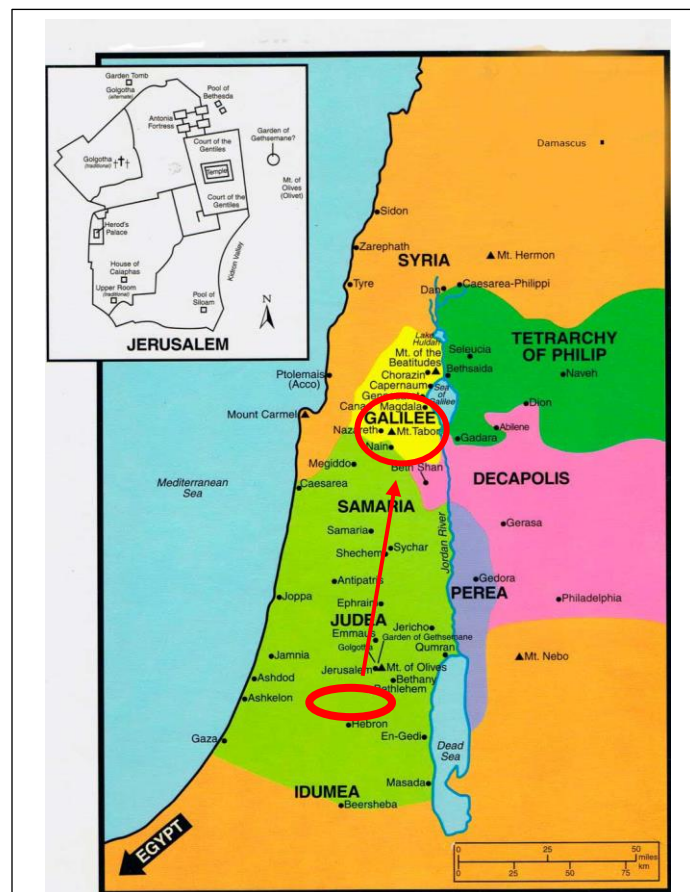 Garden Tomb
Golgotha
(alternate)
Pool of
Bethesda
Antonia
Fortress
Garden of
Gethsemane?
Court of the
Gentiles
Golgotha
(traditional)
Temple
Mt. of
Olives
(Olivet)
Court of the
Gentiles
Herod's
Palace
House of
Caiaphas
Upper Room
(traditional)
Kidron Valley
Pool of
Siloam
N
JERUSALEM
Damascus
Sidon
Zarephath
SYRIA
Mt. Hermon
Tyre
Dan
Caesarea-Philippi
Lake
Huldah
TETRARCHY
OF PHILIP
Mt. of the
Beatitudes
Seleucia
Ptolemais
(Acco)
Chorazin
Bethsaida
Naveh
Capernaum
Sea
of
Galilee
Cana
Magdala
Dion
Mount Carmel
GALILEE
Abilene
Nazareth
Mt. Tabor
Gadara
Nain
Megiddo
Beth Shan
DECAPOLIS
Caesarea
Mediterranean
Sea
SAMARIA
Jordan River
Samaria
Gerasa
Sychar
Shechem
Antipatris
Gedora
PEREA
Joppa
Ephraim
Philadelphia
JUDEA
Jericho
Emmaus
Garden of Gethsemane
Golgotha
Qumran
Jamnia
Mt. Nebo
Jerusalem
Mt. of Olives
Ashdod
Bethany
Bethlehem
Ashkelon
Hebron
Gaza
En-Gedi
Dead
Sea
Masada
IDUMEA
Beersheba
EGYPT
0 25 50
miles
0 25 50 75
km